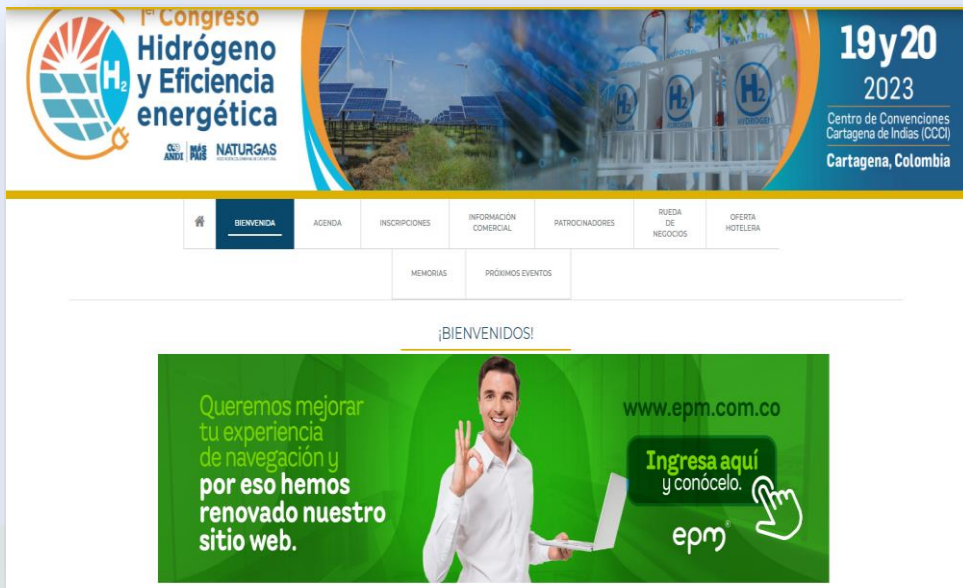 1er Congreso
Hidrógeno
y Eficiencia
energética
H2
ANDI MÁS PAÍS NATURGAS
H2
H2
HYDROGEN
H2
HYDROGEN
19 y 20
2023
Centro de Convenciones
Cartagena de Indias (CCCI)
Cartagena, Colombia
BIENVENIDA
AGENDA
INSCRIPCIONES
INFORMACIÓN
COMERCIAL
PATROCINADORES
RUEDA
DE
NEGOCIOS
OFERTA
HOTELERA
MEMORIAS
PRÓXIMOS EVENTOS
¡BIENVENIDOS!
Queremos mejorar
tu experiencia
de navegación y
por eso hemos
renovado nuestro
sitio web.
www.epm.com.co
Ingresa aquí
y conócelo.
epm®